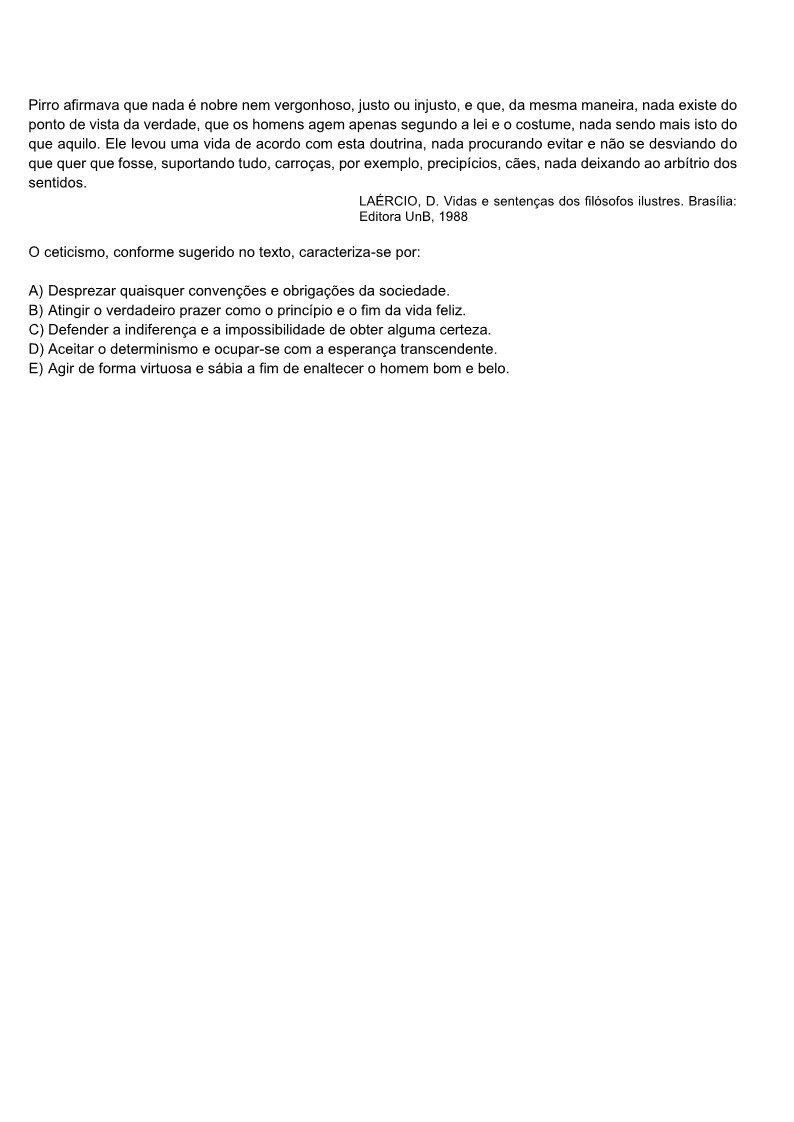 Pirro afirmava que nada é nobre nem vergonhoso, justo ou injusto, e que, da mesma maneira, nada existe do
ponto de vista da verdade, que os homens agem apenas segundo a lei e o costume, nada sendo mais isto do
que aquilo. Ele levou uma vida de acordo com esta doutrina, nada procurando evitar e não se desviando do
que quer que fosse, suportando tudo, carroças, por exemplo, precipícios, cães, nada deixando ao arbítrio dos
sentidos.
LAÉRCIO, D. Vidas e sentenças dos filósofos ilustres. Brasília:
Editora UnB, 1988
O ceticismo, conforme sugerido no texto, caracteriza-se por:
A) Desprezar quaisquer convenções e obrigações da sociedade.
B) Atingir o verdadeiro prazer como o princípio e o fim da vida feliz.
C) Defender a indiferença e a impossibilidade de obter alguma certeza.
D) Aceitar o determinismo e ocupar-se com a esperança transcendente.
E) Agir de forma virtuosa e sábia a fim de enaltecer o homem bom e belo.